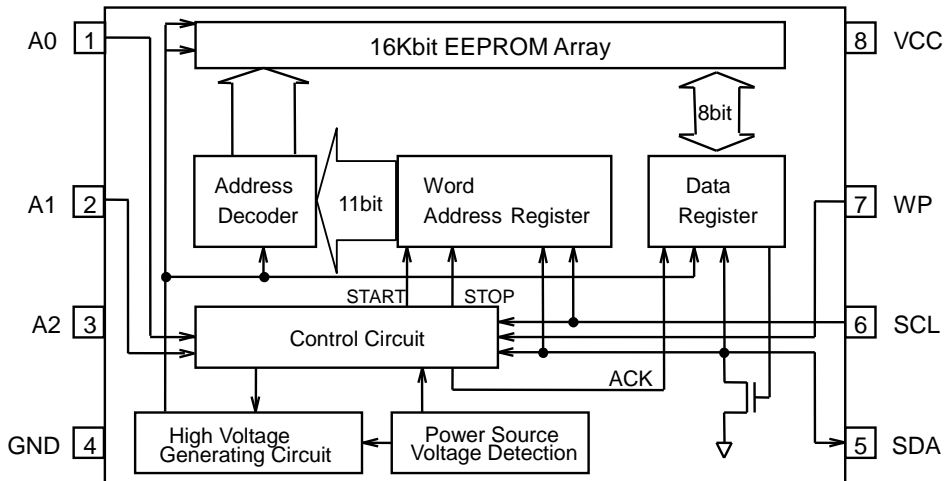 A0 1
16Kbit EEPROM Array
8 VCC
8bit
A1 2
Address
Decoder
11bit
Word
Address Register
Data
Register
7 WP
START
STOP
A2 3
Control Circuit
6 SCL
ACK
GND 4
High Voltage
Generating Circuit
Power Source
Voltage Detection
5 SDA